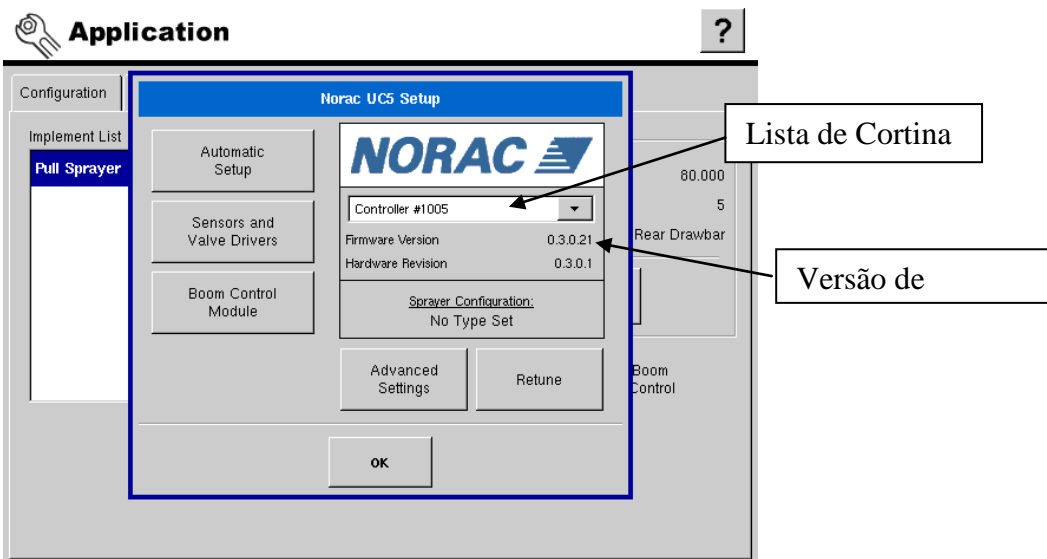 Application
?
Configuration
Norac UC5 Setup
Implement List
Pull Sprayer
Automatic
Setup
NORAC
Lista de Cortina
80.000
Controller #1005
5
Sensors and
Valve Drivers
Firmware Version 0.3.0.21
Rear Drawbar
Hardware Revision 0.3.0.1
Versão de
Boom Control
Module
Sprayer Configuration:
No Type Set
Advanced
Settings
Retune
Boom
Control
OK